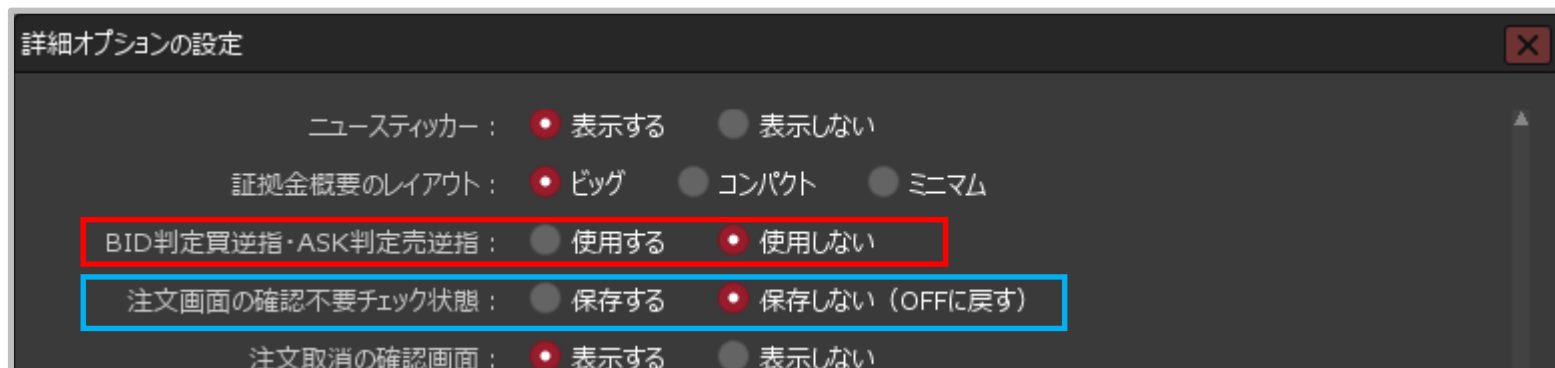 詳細オプションの設定
ニュースティッカー： 表示する 表示しない
証拠金概要のレイアウト： ビッグ コンパクト ミニマム
BID判定買逆指･ASK判定売逆指： 使用する 使用しない
注文画面の確認不要チェック状態： 保存する 保存しない（OFFに戻す）
注文取消の確認画面： 表示する 表示しない